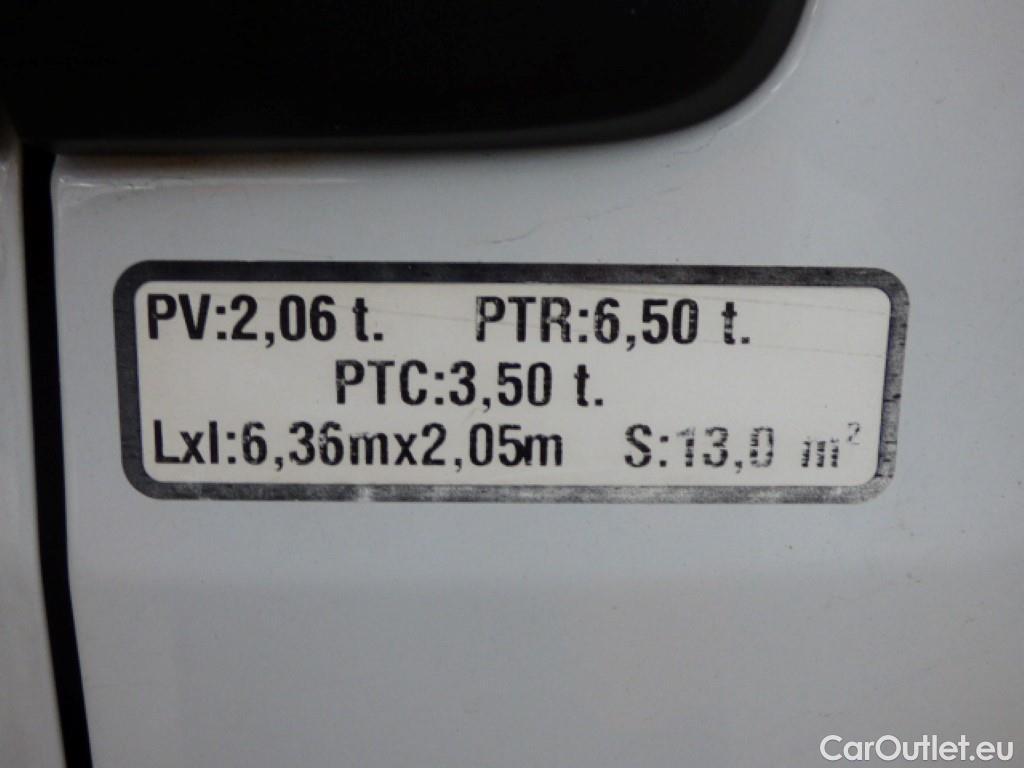 PV:2,06 t. PTR:6,50 t.
PTC:3,50 t.
Lxl:6,36mx2,05m S:13,0 m²
CarOutlet.eu